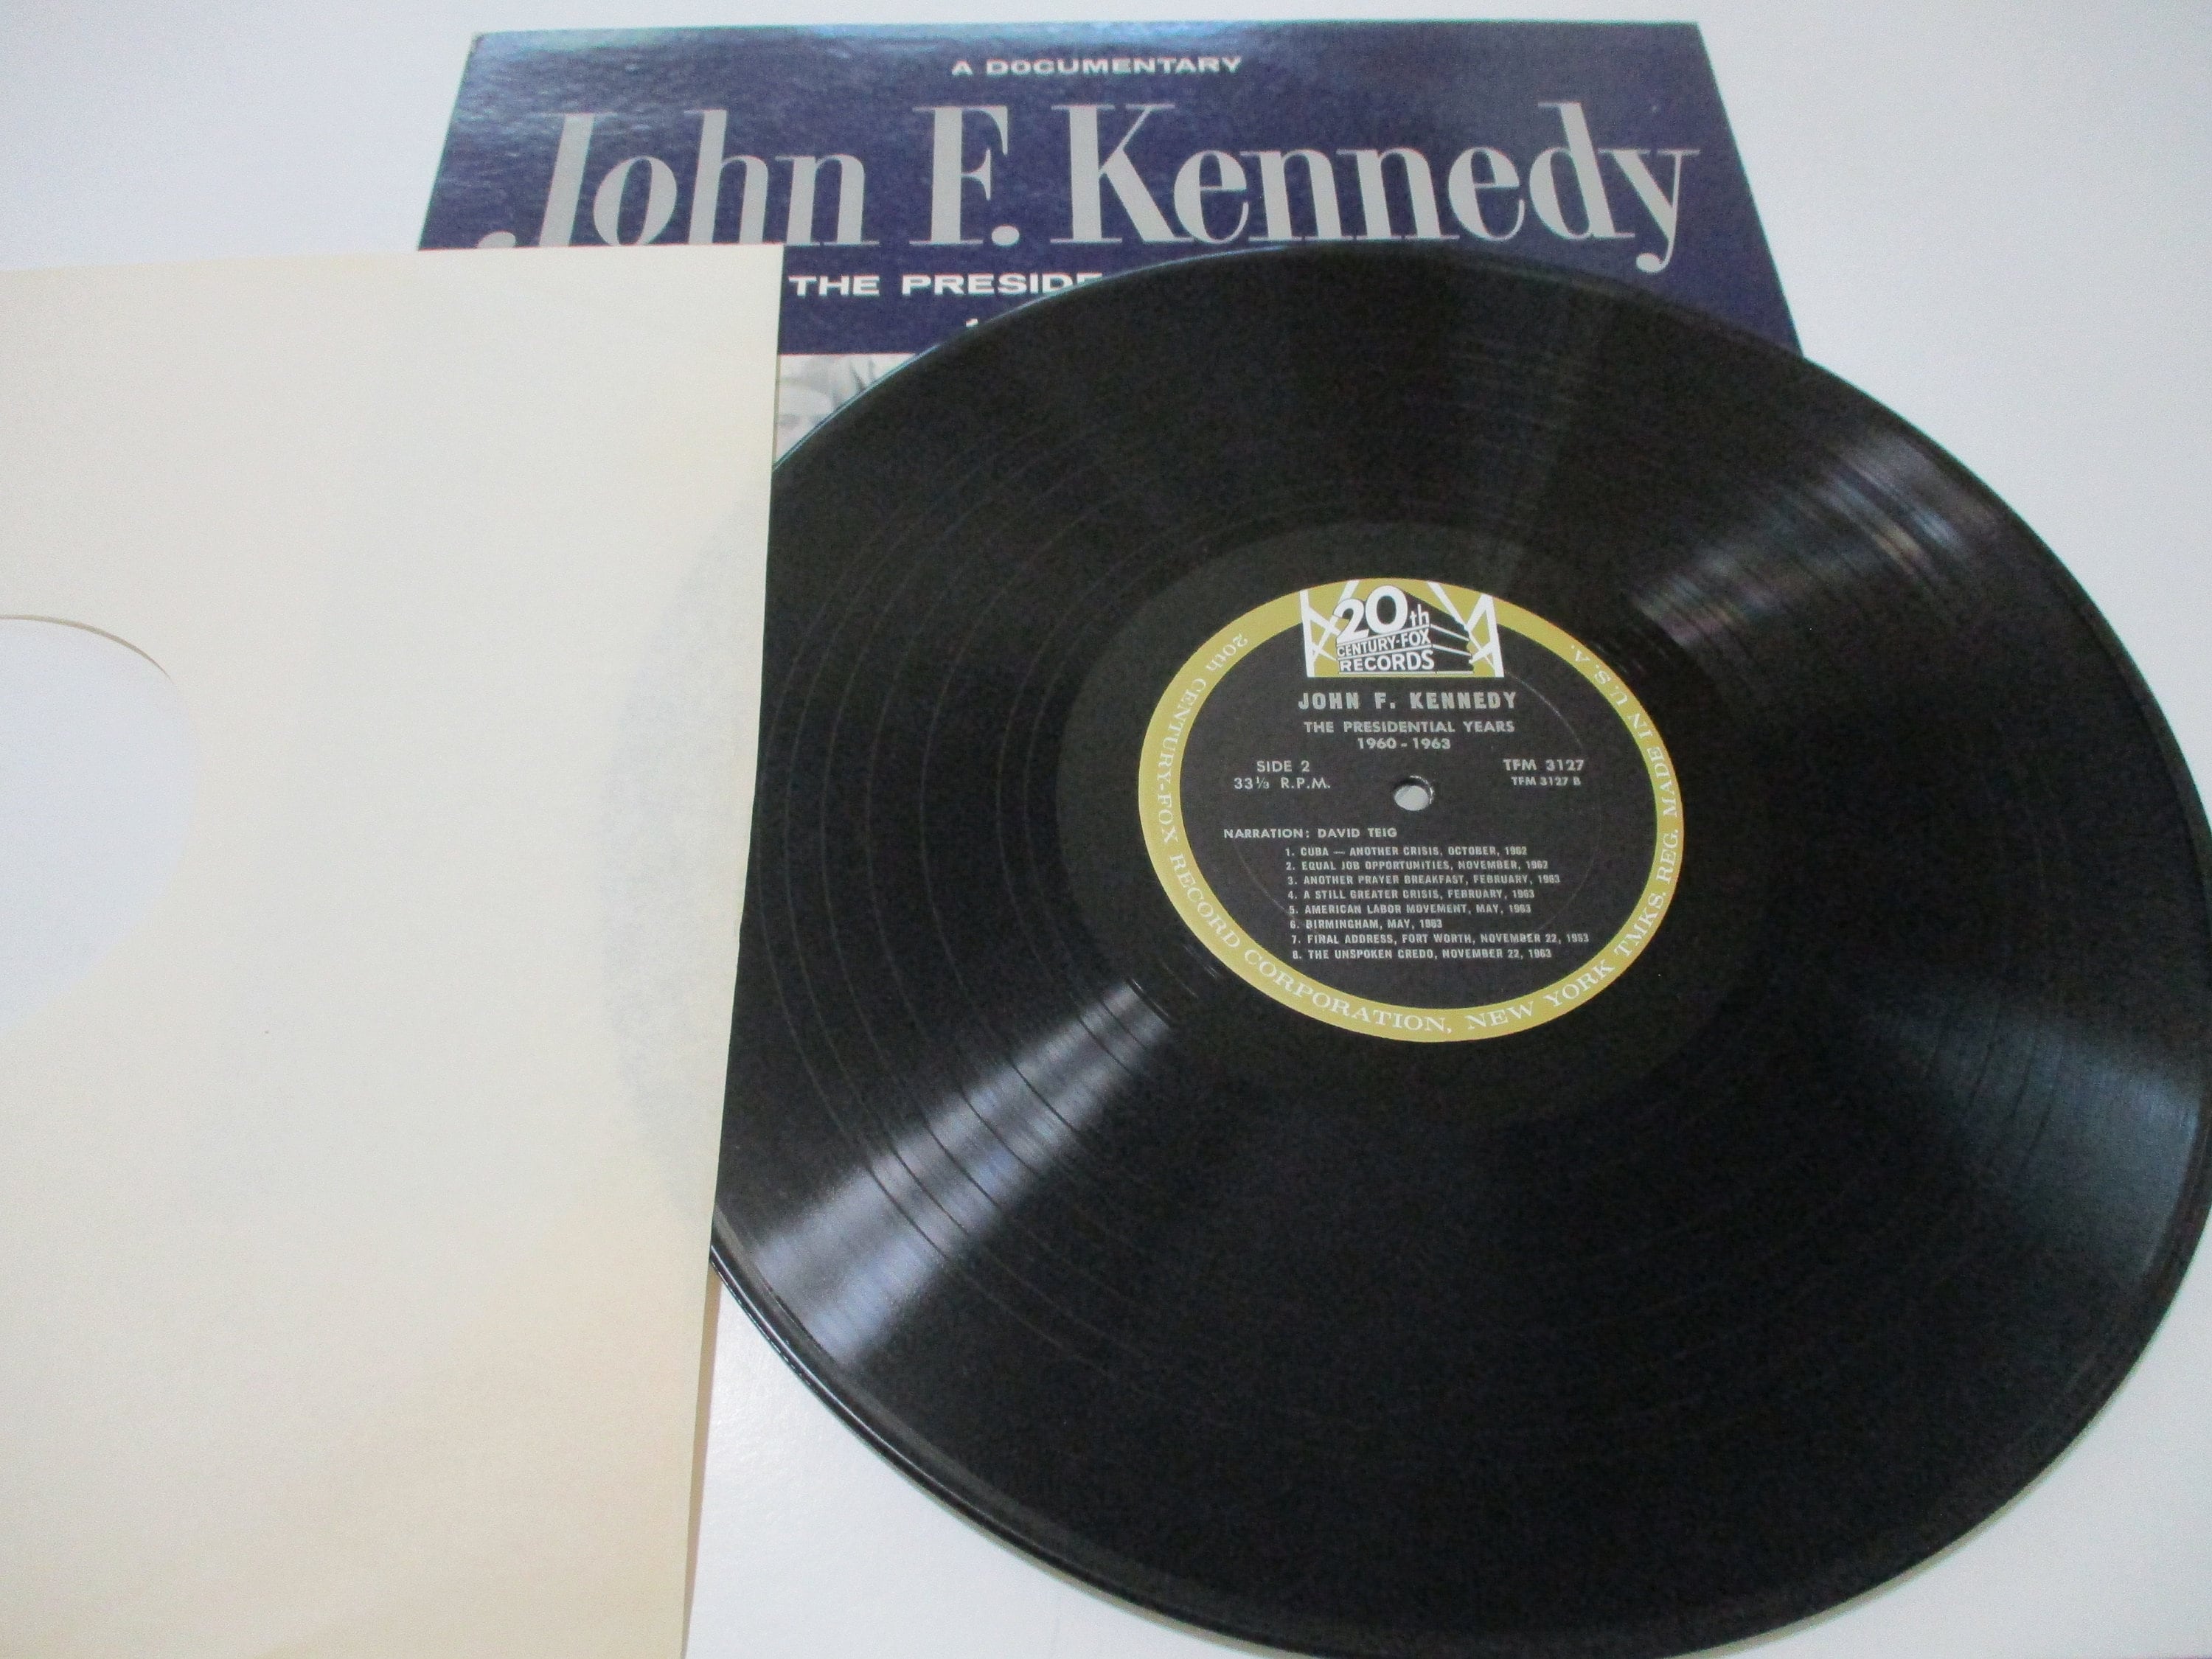 A DOCUMENTARY
John F. Kennedy
THE PRESIDE
20th
CENTURY-FOX
RECORDS
JOHN F. KENNEDY
THE PRESIDENTIAL YEARS
1960-1963
SIDE 2
33⅓ R.P.M.
TFM 3127
TFM 3127 B
NARRATION: DAVID TEIG
1. CUBA — ANOTHER CRISIS, OCTOBER, 1962
2. EQUAL JOB OPPORTUNITIES, NOVEMBER, 1962
3. ANOTHER PRAYER BREAKFAST, FEBRUARY, 1963
4. A STILL GREATER CRISIS, FEBRUARY, 1963
5. AMERICAN LABOR MOVEMENT, MAY, 1963
6. BIRMINGHAM, MAY, 1963
7. FINAL ADDRESS, FORT WORTH, NOVEMBER 22, 1963
8. THE UNSPOKEN CREDO, NOVEMBER 22, 1963
20th CENTURY-FOX RECORD CORPORATION, NEW YORK TMKS. REG. MADE IN U.S.A.